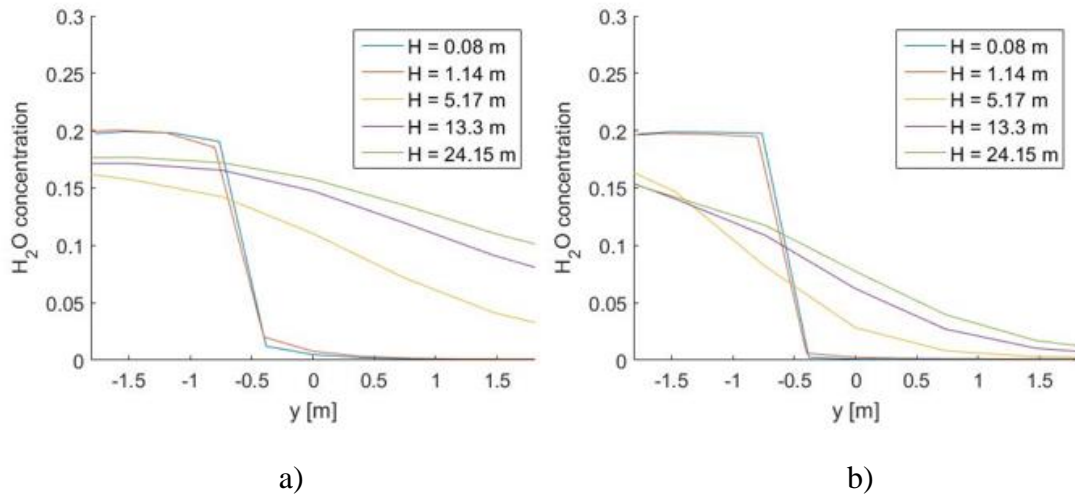 0.3
0.25
0.2
0.15
0.1
0.05
0
H2O concentration
-1.5 -1 -0.5 0 0.5 1 1.5
y [m]
H = 0.08 m
H = 1.14 m
H = 5.17 m
H = 13.3 m
H = 24.15 m
a)
0.3
0.25
0.2
0.15
0.1
0.05
0
H2O concentration
-1.5 -1 -0.5 0 0.5 1 1.5
y [m]
H = 0.08 m
H = 1.14 m
H = 5.17 m
H = 13.3 m
H = 24.15 m
b)